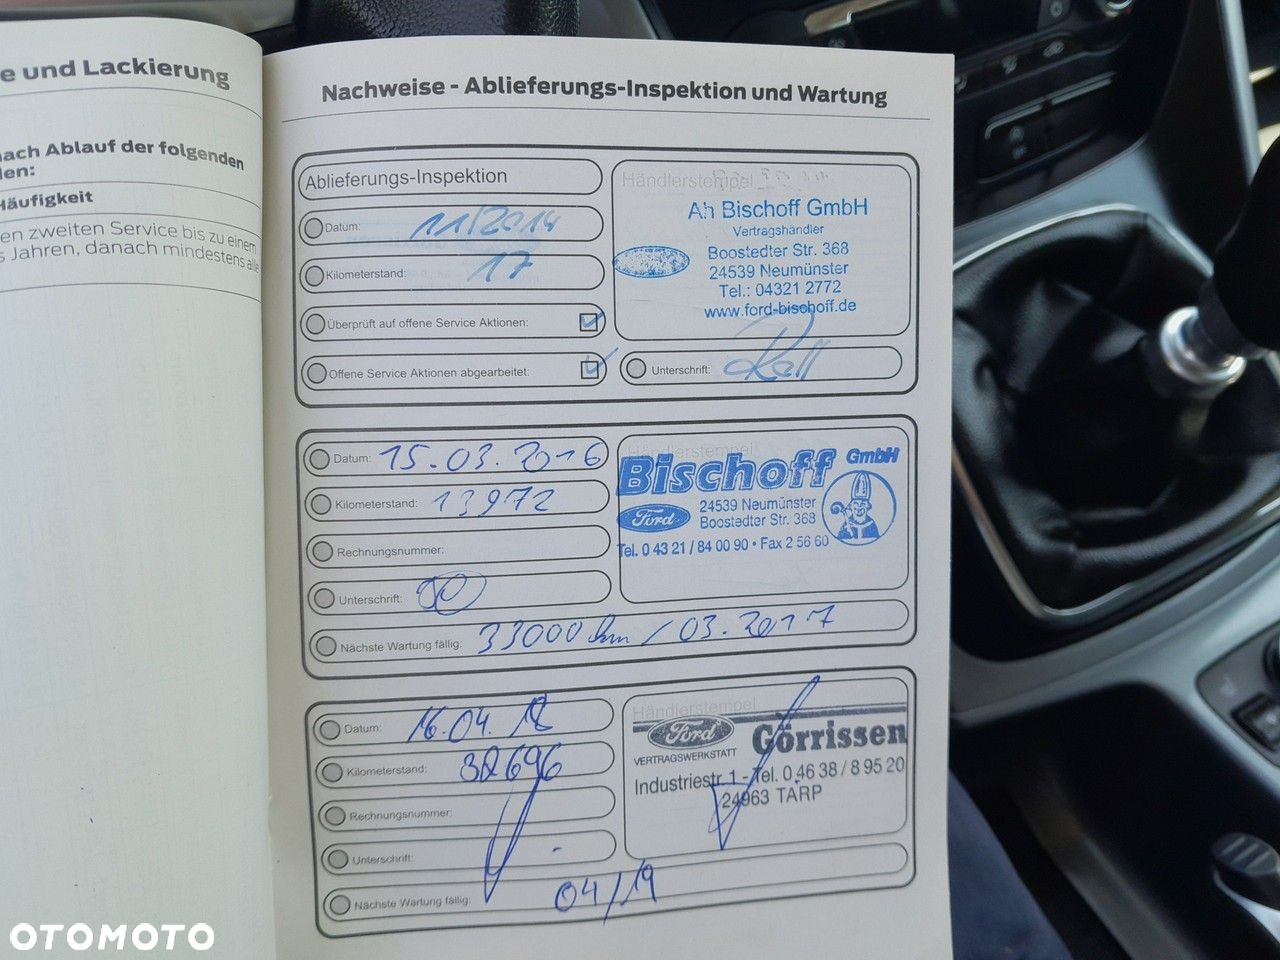 e und Lackierung
nach Ablauf der folgenden
den:
Häufigkeit
en zweiten Service bis zu einem
s Jahren, danach mindestens alle
Nachweise - Ablieferungs-Inspektion und Wartung
Ablieferungs-Inspektion
Datum: 11/2014
Kilometerstand: 17
Überprüft auf offene Service Aktionen:
Offene Service Aktionen abgearbeitet:
Händlerstempel
Ah Bischoff GmbH
Vertragshändler
Boostedter Str. 368
24539 Neumünster
Tel.: 04321 2772
www.ford-bischoff.de
Unterschrift:
Datum: 15.03.2016
Kilometerstand: 13972
Rechnungsnummer:
Unterschrift:
Nächste Wartung fällig: 33000 km / 03.2017
Händlerstempel
Bischoff GmbH
Ford
24539 Neumünster
Boostedter Str. 368
Tel. 0 43 21 / 84 00 90 • Fax 2 56 60
Datum: 16.04.18
Kilometerstand: 32696
Rechnungsnummer:
Unterschrift:
Nächste Wartung fällig: 04/19
Händlerstempel
Ford Görrissen
VERTRAGSWERKSTATT
Industriestr. 1 - Tel. 0 46 38 / 8 95 20
24963 TARP
OTOMOTO